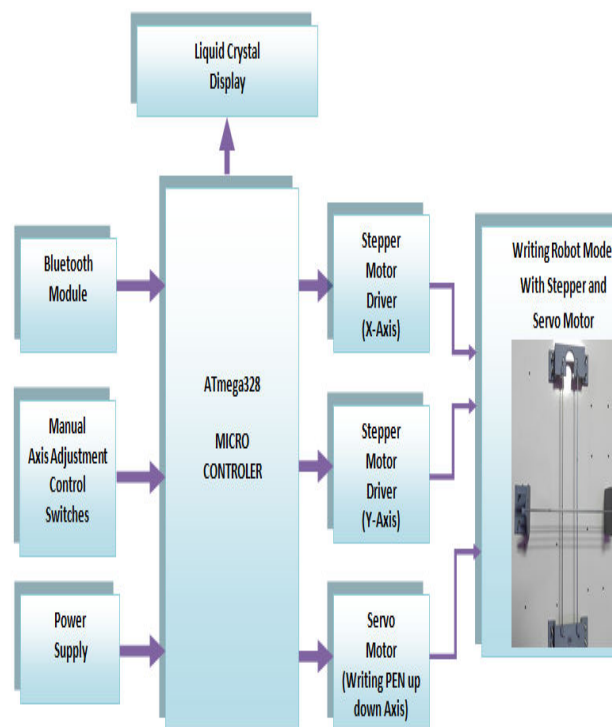 Liquid Crystal
Display
Bluetooth
Module
Manual
Axis Adjustment
Control
Switches
Power
Supply
ATmega328
MICRO
CONTROLER
Stepper
Motor
Driver
(X-Axis)
Stepper
Motor
Driver
(Y-Axis)
Servo
Motor
(Writing PEN up
down Axis)
Writing Robot Mode
With Stepper and
Servo Motor